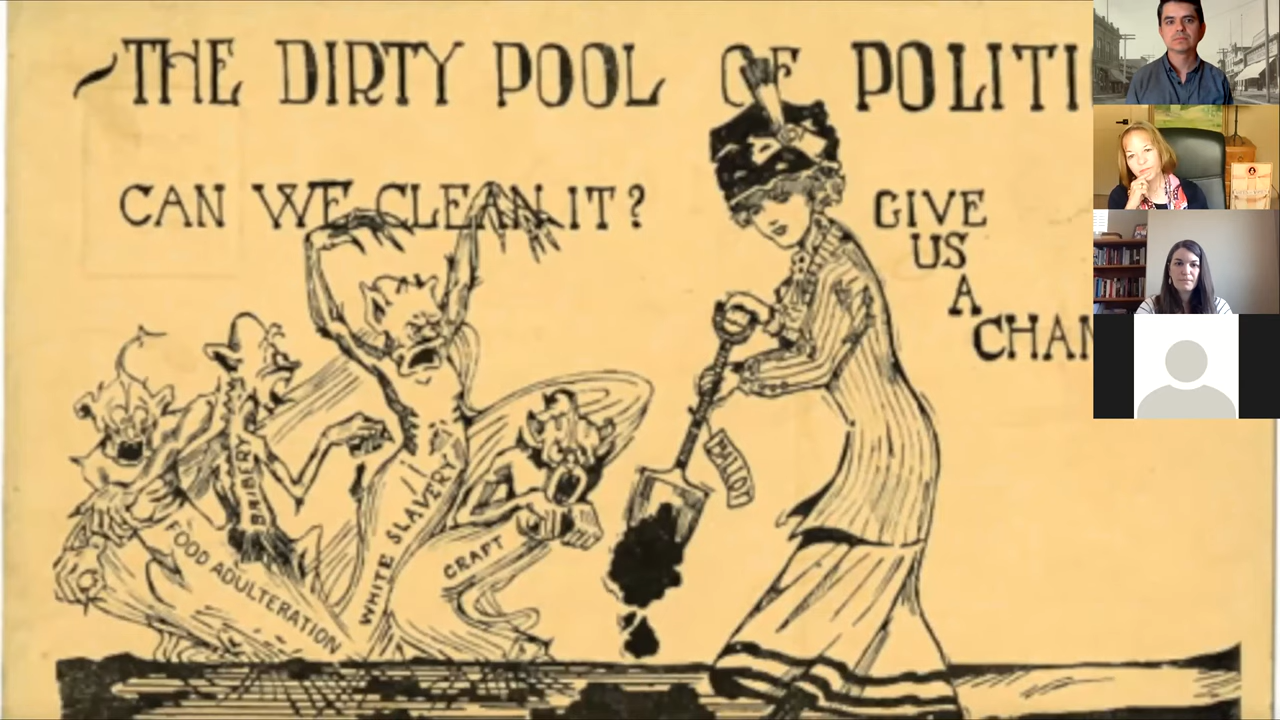 THE DIRTY POOL OF POLITI
CAN WE CLEAN IT?
GIVE
US
A
CHAN
BALLOT
BRIBERY
FOOD ADULTERATION
WHITE SLAVERY
GRAFT